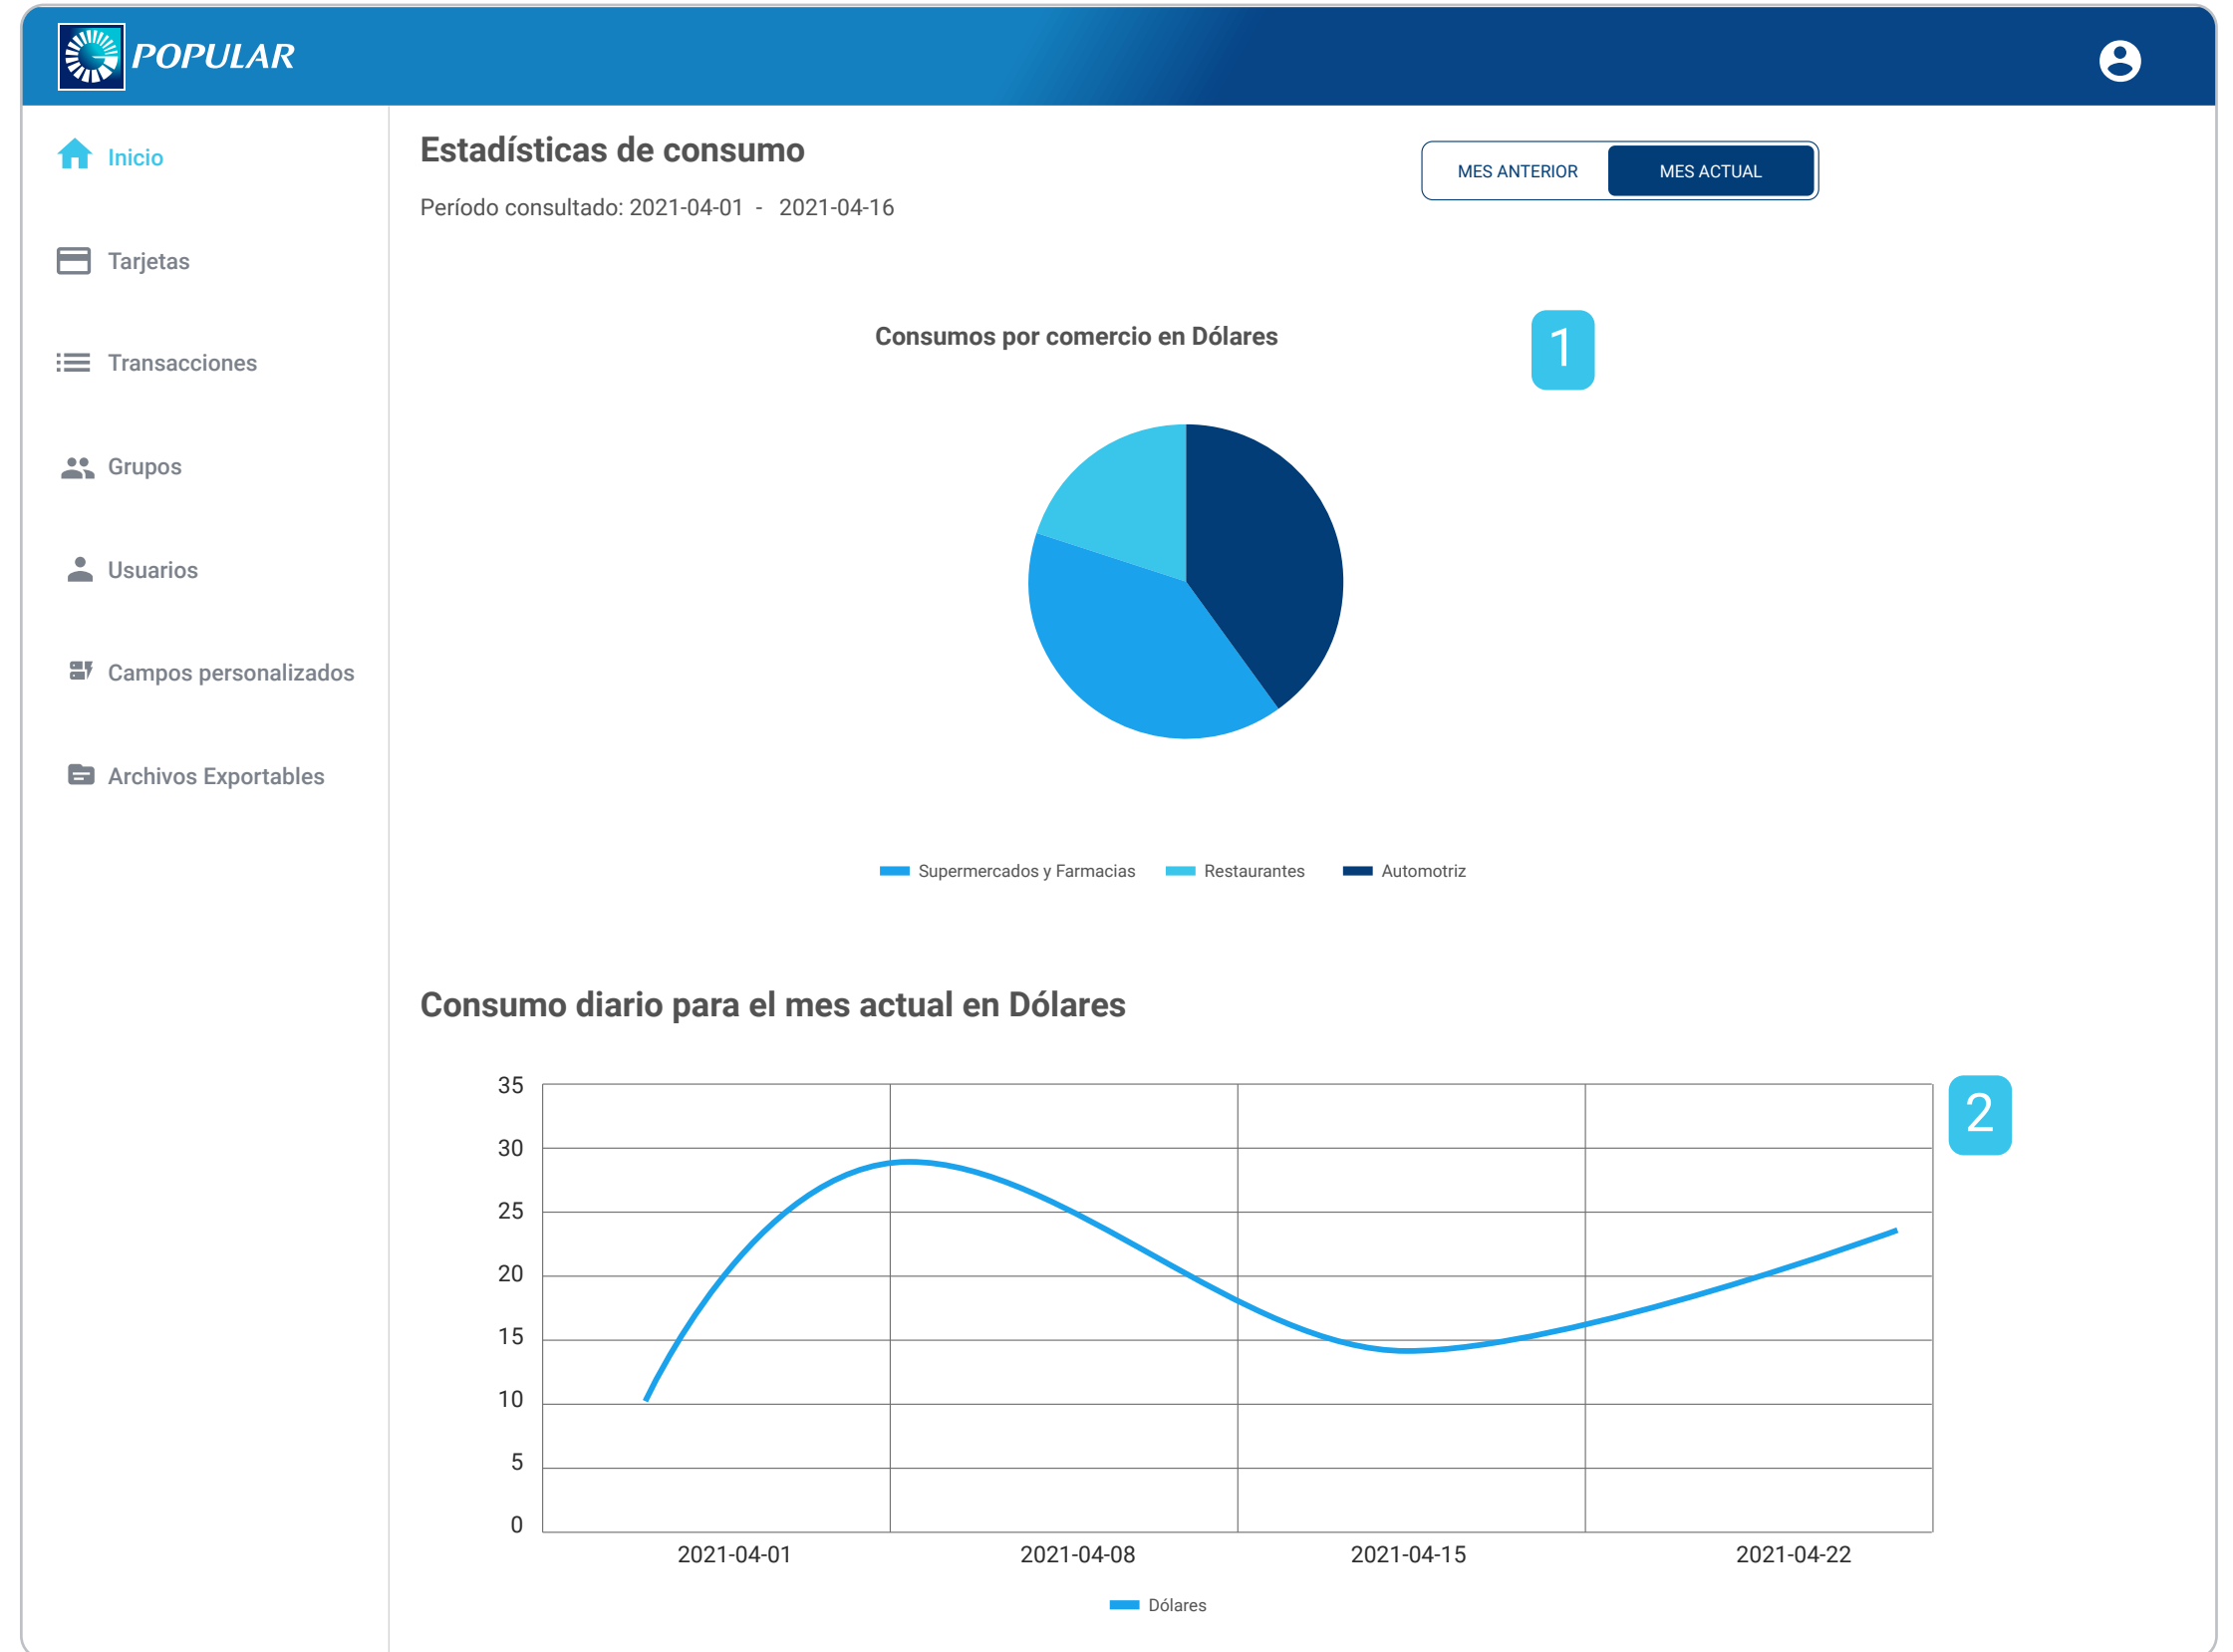 POPULAR
Inicio
Tarjetas
Transacciones
Grupos
Usuarios
Campos personalizados
Archivos Exportables
Estadísticas de consumo
MES ANTERIOR MES ACTUAL
Período consultado: 2021-04-01 - 2021-04-16
Consumos por comercio en Dólares
1
Supermercados y Farmacias Restaurantes Automotriz
Consumo diario para el mes actual en Dólares
2
35
30
25
20
15
10
5
0
2021-04-01 2021-04-08 2021-04-15 2021-04-22
Dólares